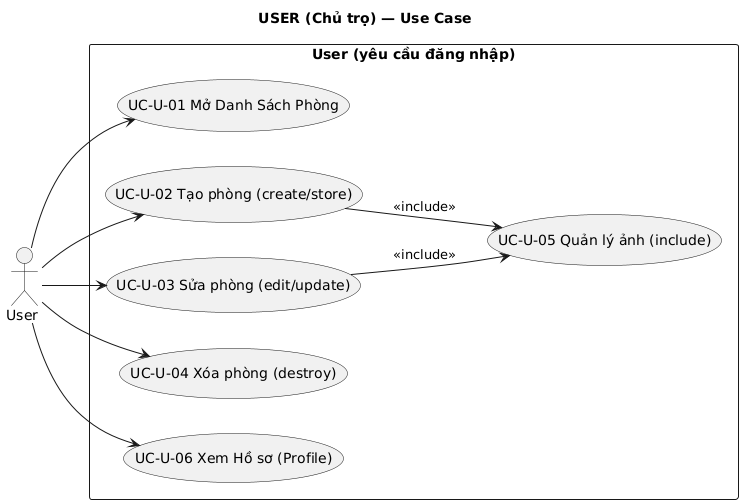 USER (Chủ trọ) — Use Case
User (yêu cầu đăng nhập)
UC-U-01 Mở Danh Sách Phòng
UC-U-02 Tạo phòng (create/store)
«include»
UC-U-05 Quản lý ảnh (include)
«include»
UC-U-03 Sửa phòng (edit/update)
User
UC-U-04 Xóa phòng (destroy)
UC-U-06 Xem Hồ sơ (Profile)